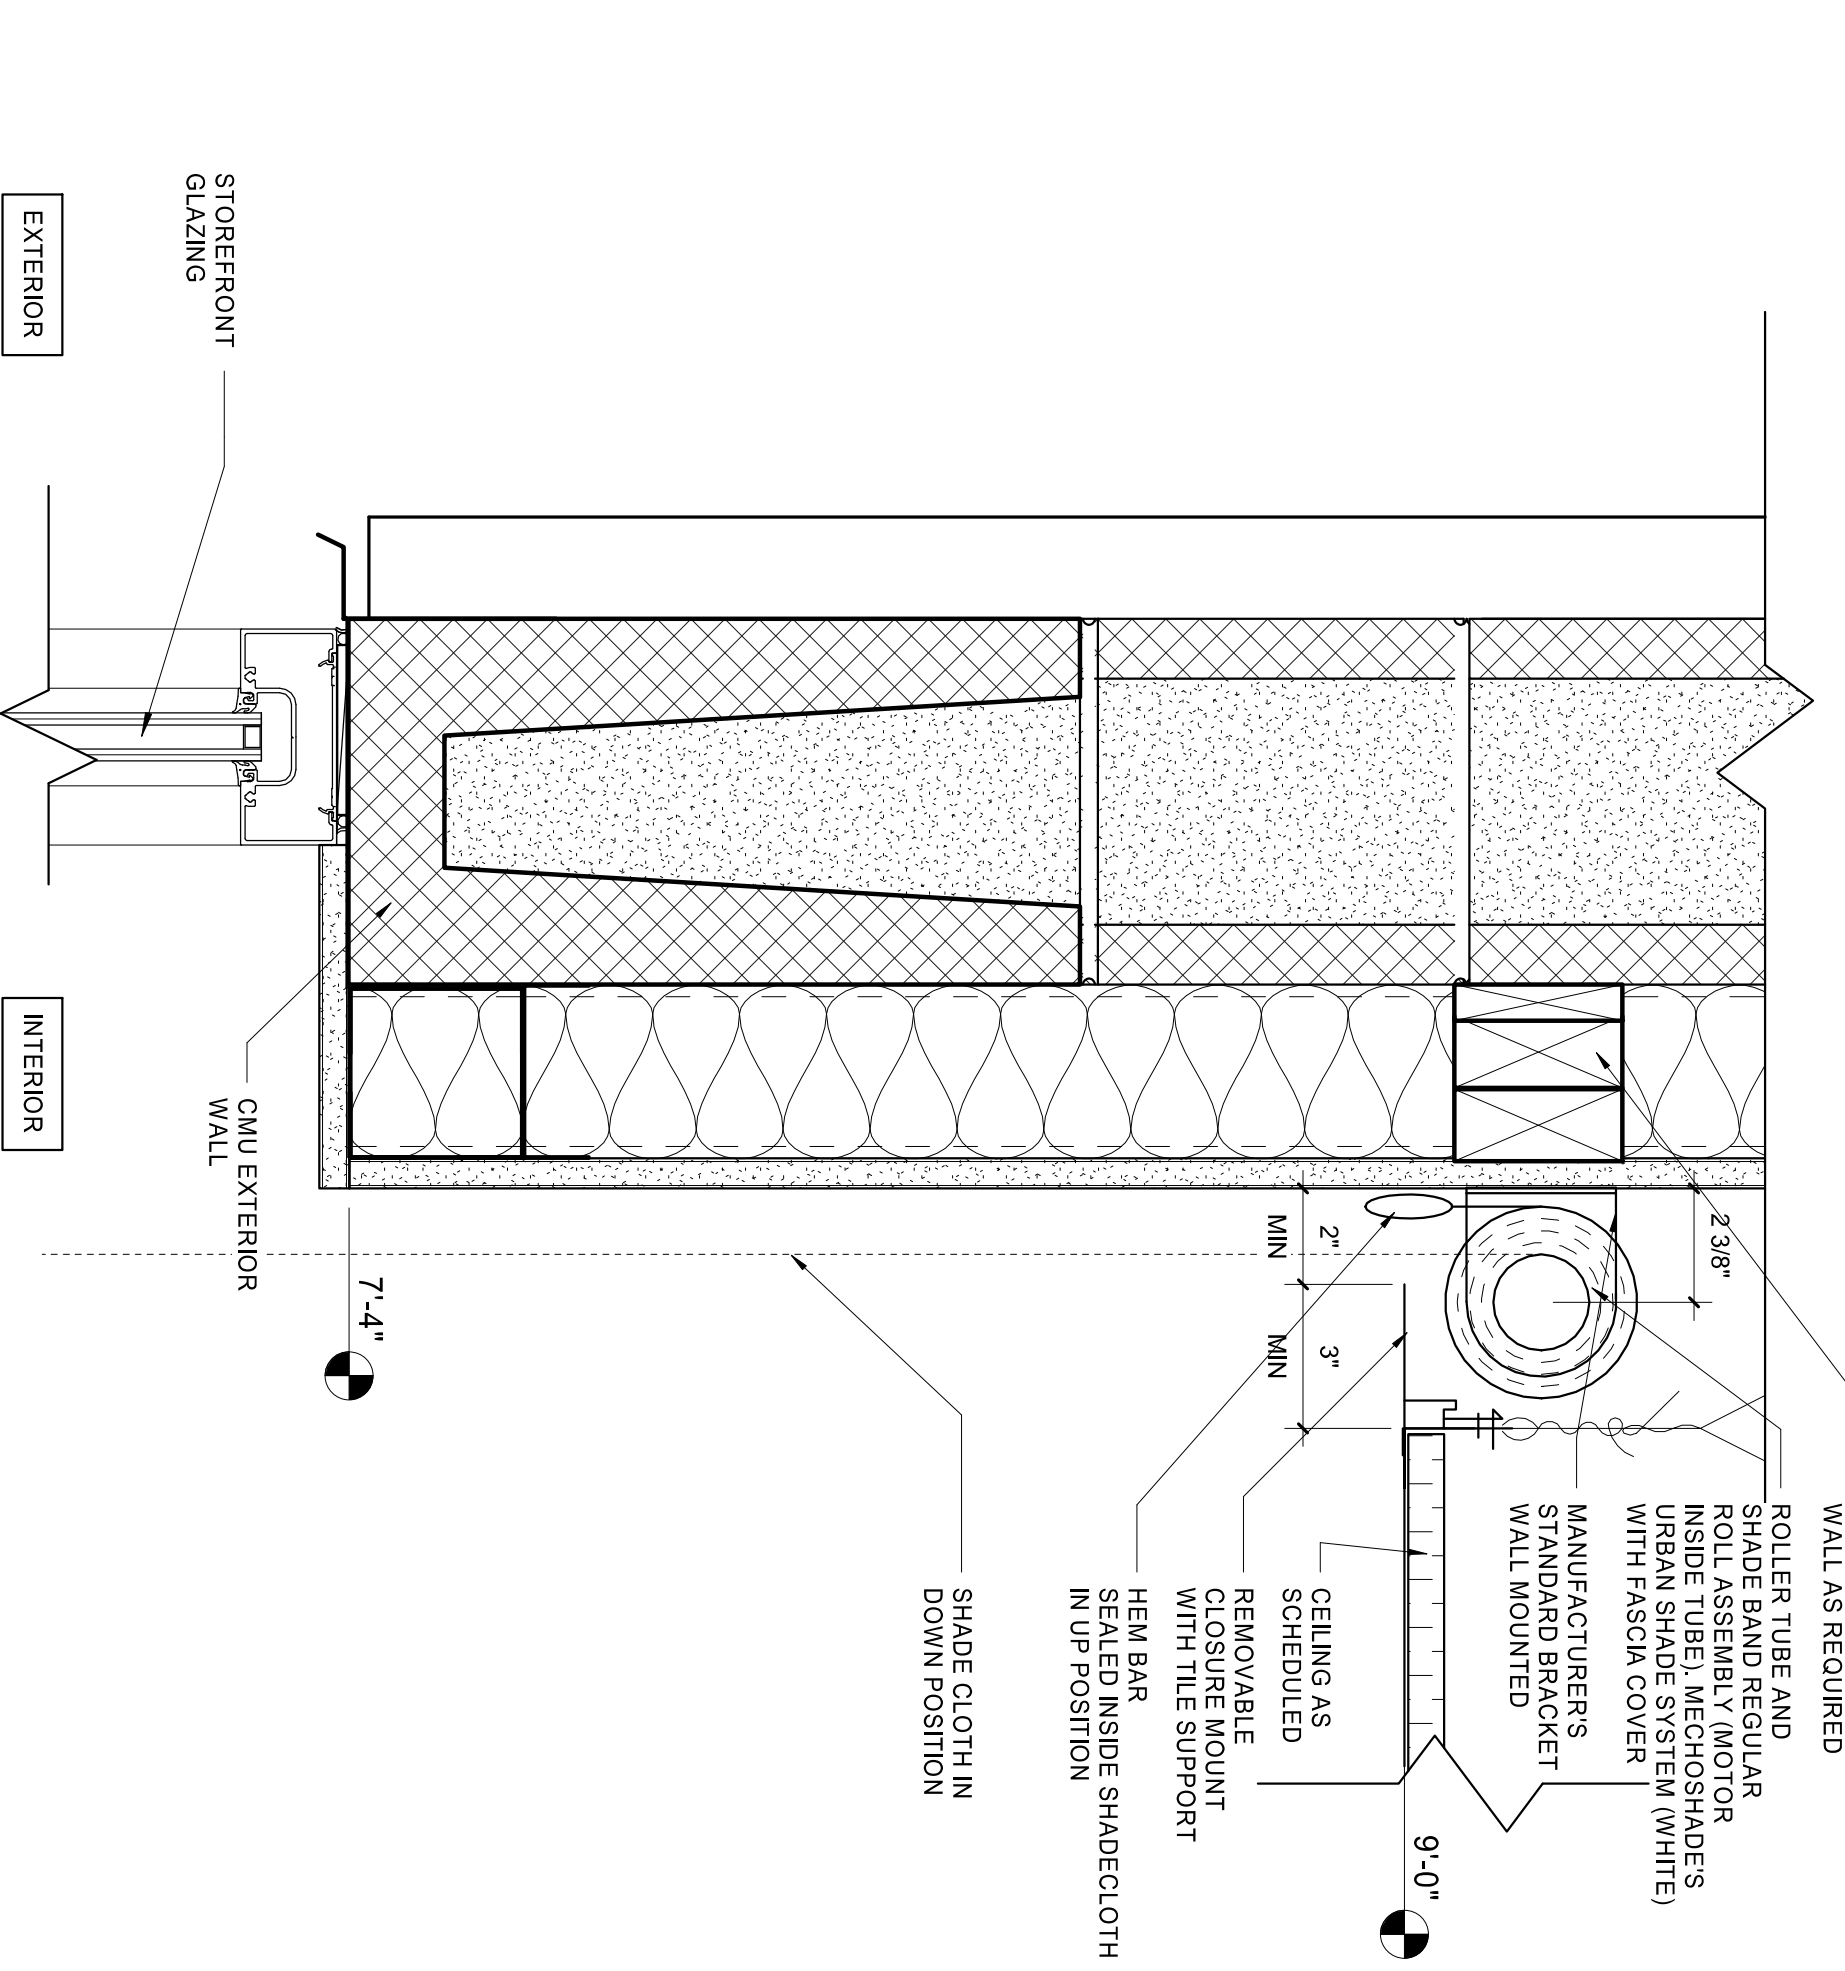 WALL AS REQUIRED
ROLLER TUBE AND
SHADE BAND REGULAR
ROLL ASSEMBLY (MOTOR
INSIDE TUBE). MECHOSHADE'S
URBAN SHADE SYSTEM (WHITE)
WITH FASCIA COVER
MANUFACTURER'S
STANDARD BRACKET
WALL MOUNTED
2 3/8"
9'-0"
2"
MIN
3"
MIN
CEILING AS
SCHEDULED
REMOVABLE
CLOSURE MOUNT
WITH TILE SUPPORT
HEM BAR
SEALED INSIDE SHADECLOTH
IN UP POSITION
SHADE CLOTH IN
DOWN POSITION
7'-4"
CMU EXTERIOR
WALL
STOREFRONT
GLAZING
EXTERIOR
INTERIOR